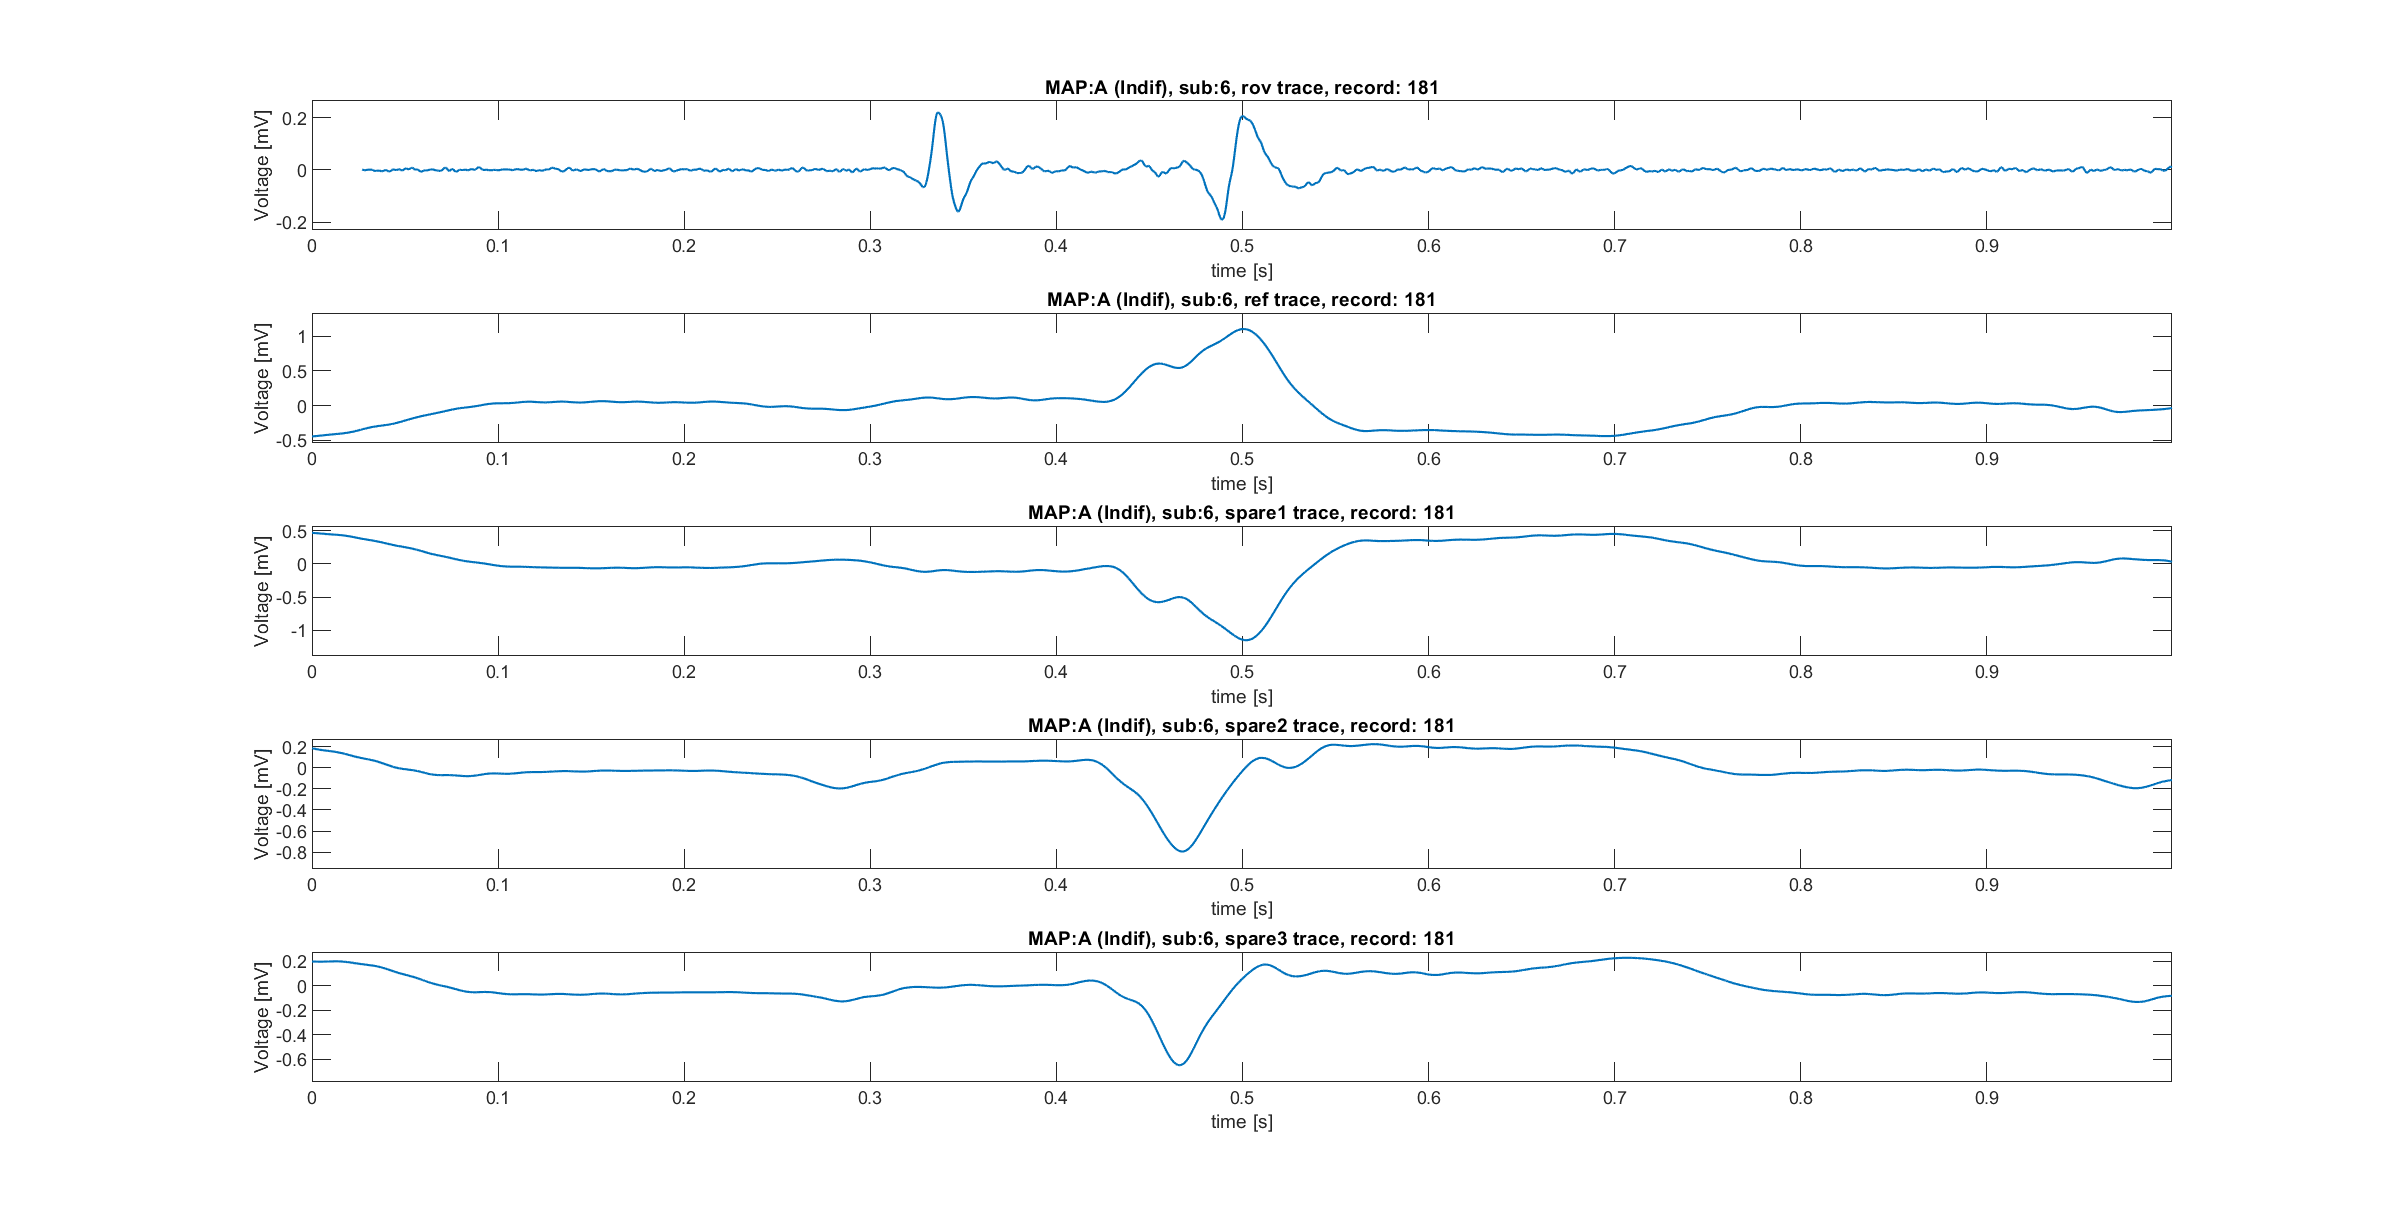 MAP:A (Indif), sub:6, rov trace, record: 181
Voltage [mV]
0.2
0
-0.2
0 0.1 0.2 0.3 0.4 0.5 0.6 0.7 0.8 0.9
time [s]
MAP:A (Indif), sub:6, ref trace, record: 181
Voltage [mV]
1
0.5
0
-0.5
0 0.1 0.2 0.3 0.4 0.5 0.6 0.7 0.8 0.9
time [s]
MAP:A (Indif), sub:6, spare1 trace, record: 181
Voltage [mV]
0.5
0
-0.5
-1
0 0.1 0.2 0.3 0.4 0.5 0.6 0.7 0.8 0.9
time [s]
MAP:A (Indif), sub:6, spare2 trace, record: 181
Voltage [mV]
0.2
0
-0.2
-0.4
-0.6
-0.8
0 0.1 0.2 0.3 0.4 0.5 0.6 0.7 0.8 0.9
time [s]
MAP:A (Indif), sub:6, spare3 trace, record: 181
Voltage [mV]
0.2
0
-0.2
-0.4
-0.6
0 0.1 0.2 0.3 0.4 0.5 0.6 0.7 0.8 0.9
time [s]